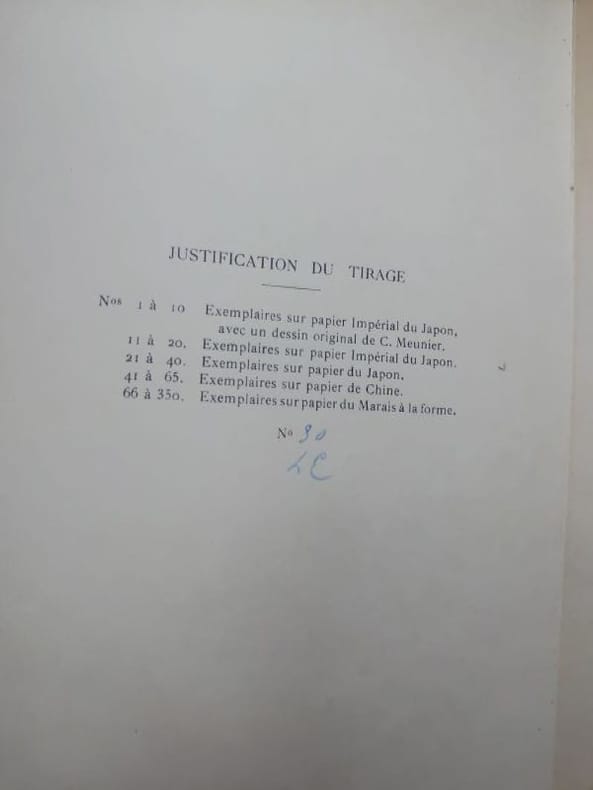 JUSTIFICATION DU TIRAGE
Nos 1 à 10 Exemplaires sur papier Impérial du Japon,
avec un dessin original de C. Meunier.
11 à 20. Exemplaires sur papier Impérial du Japon.
21 à 40. Exemplaires sur papier du Japon.
41 à 65. Exemplaires sur papier de Chine.
66 à 350. Exemplaires sur papier du Marais à la forme.
No